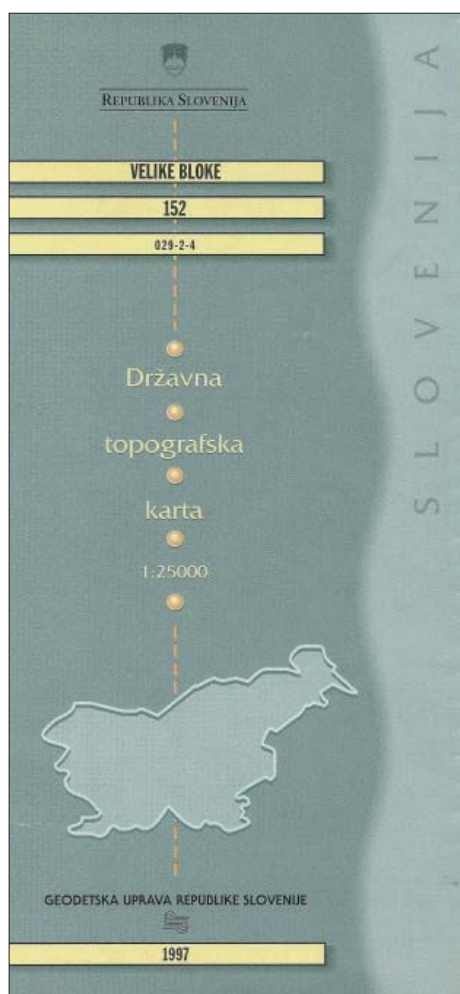 REPUBLIKA SLOVENIJA
VELIKE BLOKE
152
029-2-4
Državna
topografska
karta
1:25000
GEODETSKA UPRAVA REPUBLIKE SLOVENIJE
1997
SLOVENIJA